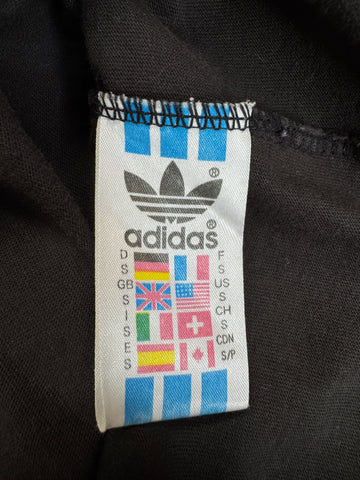 ®
adidas®
D F
S S
GB US
S S
I CH
S S
E CDN
S S/P